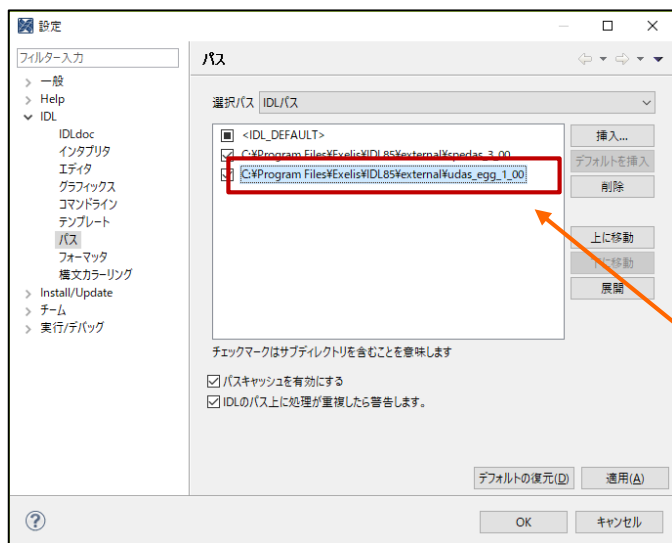 設定
フィルター入力
パス
一般
Help
IDL
IDLdoc
インタプリタ
エディタ
グラフィックス
コマンドライン
テンプレート
パス
フォーマッタ
構文カラーリング
Install/Update
チーム
実行/デバッグ
選択パス IDLパス
<IDL_DEFAULT>
C:¥Program Files¥Exelis¥IDL85¥external¥spedas_3_00
C:¥Program Files¥Exelis¥IDL85¥external¥udas_egg_1_00
挿入...
デフォルトを挿入
削除
上に移動
下に移動
展開
チェックマークはサブディレクトリを含むことを意味します
パスキャッシュを有効にする
IDLのパス上に処理が重複したら警告します。
デフォルトの復元(D) 適用(A)
? OK キャンセル